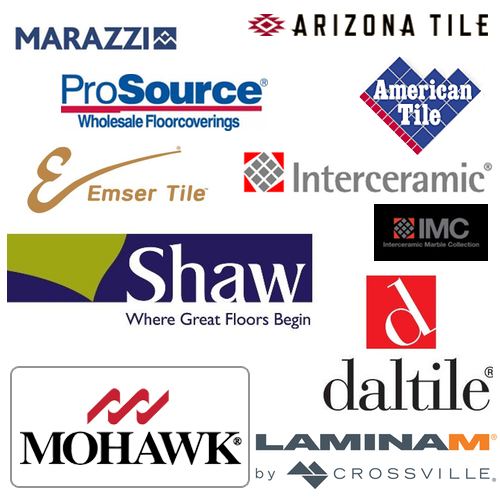 MARAZZI
ARIZONA TILE
ProSource®
Wholesale Floorcoverings
American
Tile
Emser Tile™
Interceramic®
IMC
Interceramic Marble Collection
Shaw
Where Great Floors Begin
d
daltile®
MOHAWK®
LAMINAM®
by CROSSVILLE®